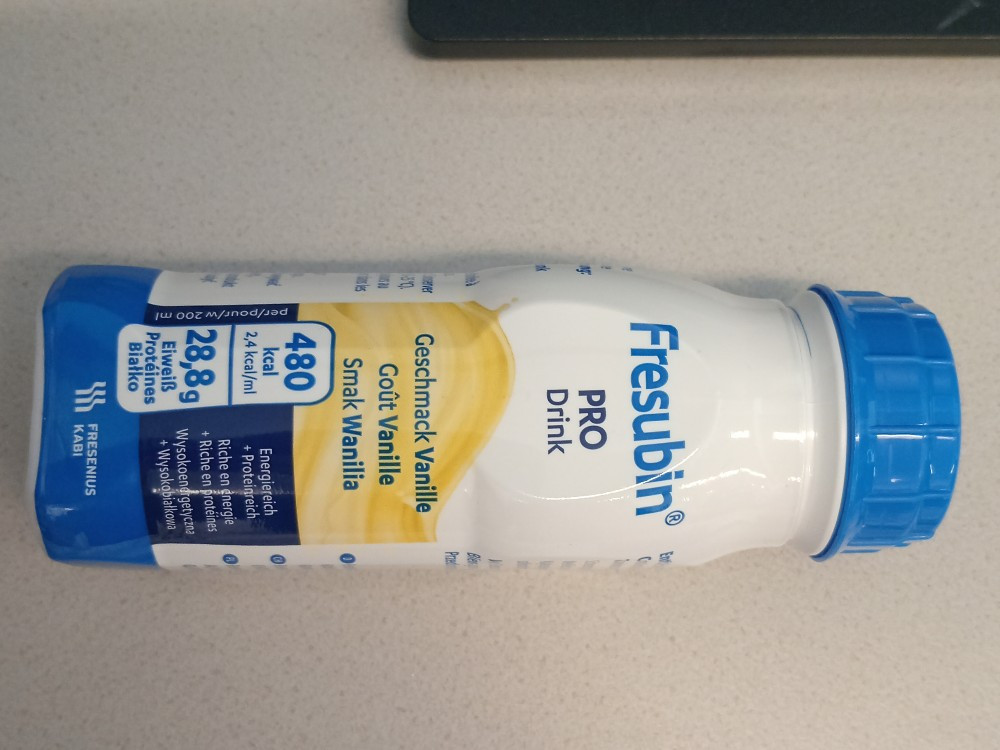 Fresubin®
PRO
Drink
Geschmack Vanille
Goût Vanille
Smak Wanilia
480
kcal
2,4 kcal/ml
28,8 g
Eiweiß
Protéines
Białko
per/pour/w 200 ml
Energiereich
+ Proteinreich
Riche en énergie
+ Riche en protéines
Wysokoenergetyczna
+ Wysokobiałkowa
FRESENIUS
KABI